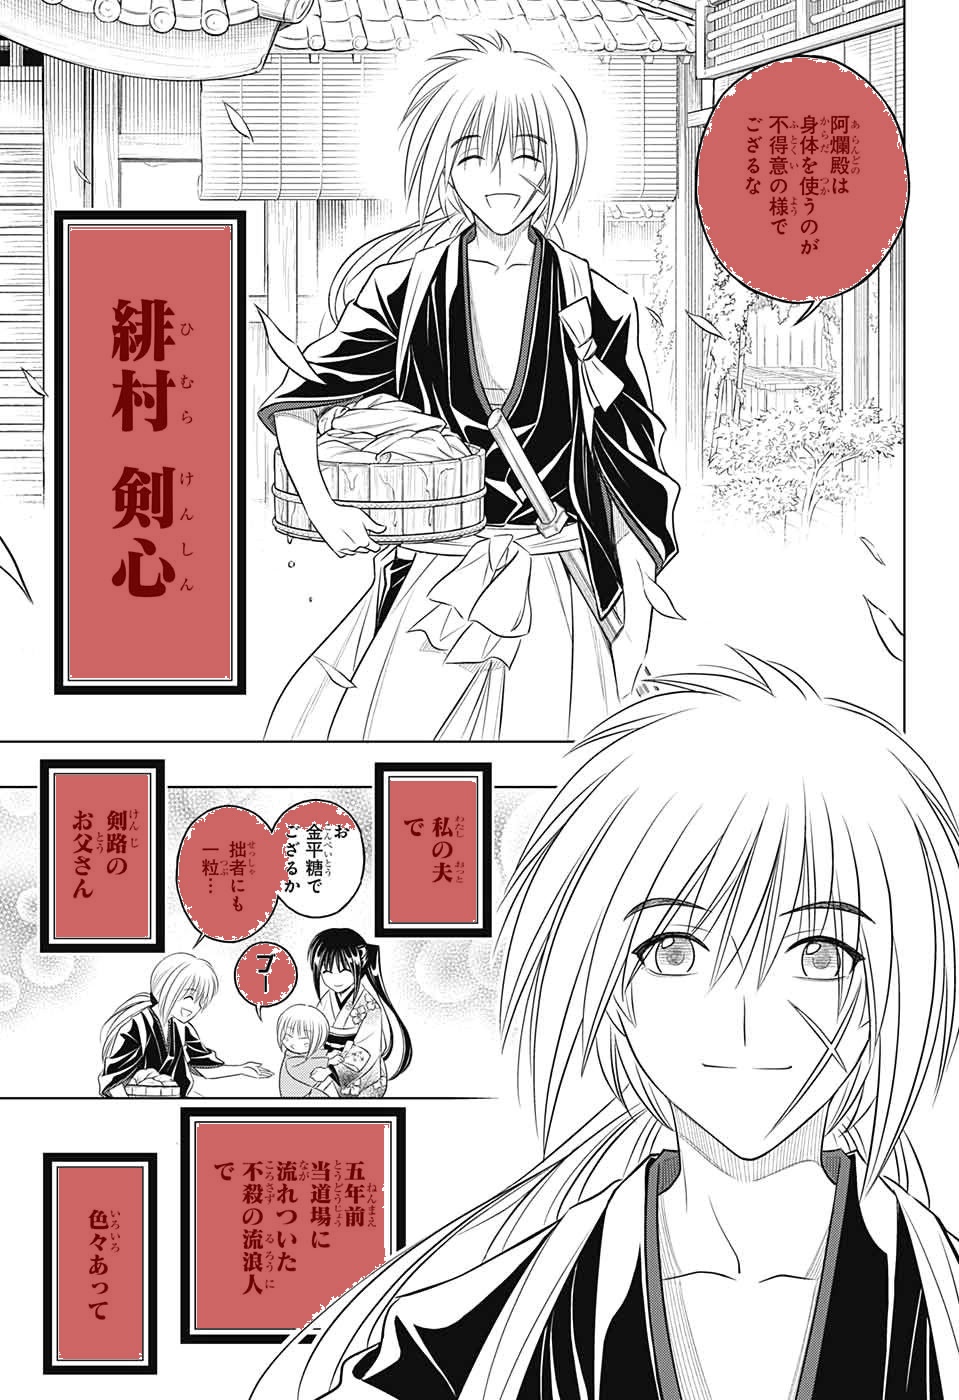 阿爛殿は
身体を使うのが
不得意の様で
ござるな
緋村 剣心
私の夫
で
お
金平糖で
ござるか
拙者にも
一粒…
ゴー
剣路の
お父さん
五年前
当道場に
流れついた
不殺の流浪人
で
色々あって